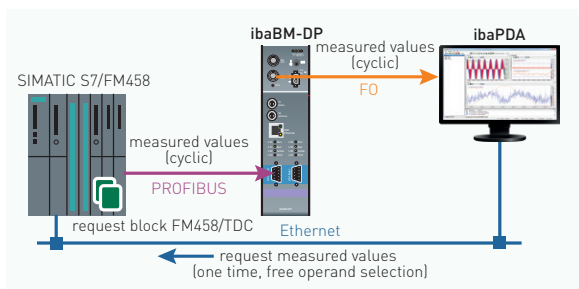 ibaBM-DP
ibaPDA
measured values
(cyclic)
FO
SIMATIC S7/FM458
measured values
(cyclic)
PROFIBUS
request block FM458/TDC
Ethernet
request measured values
(one time, free operand selection)